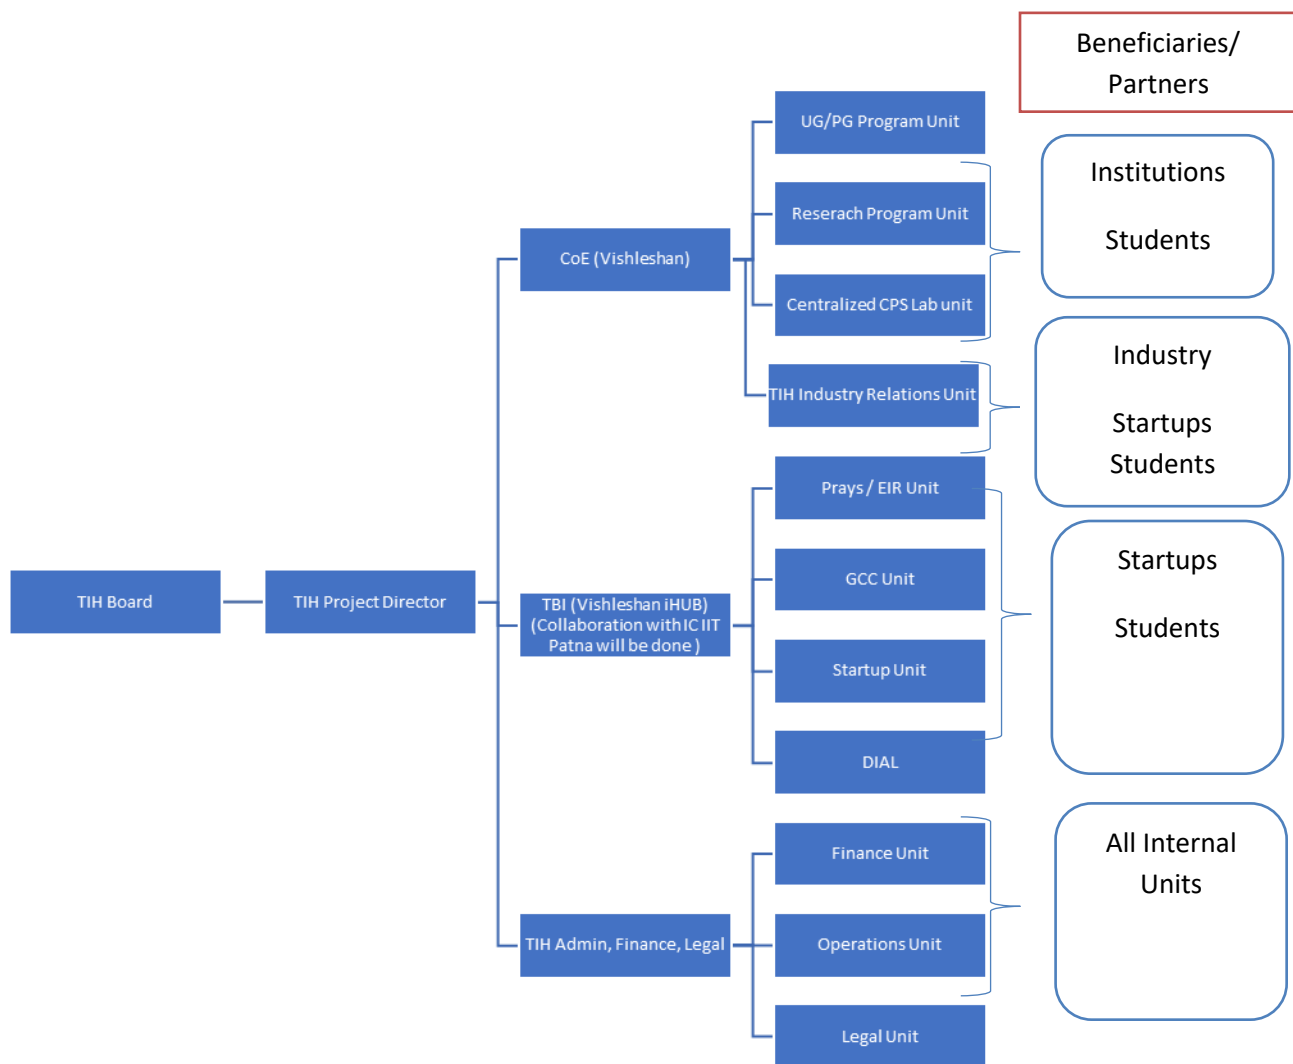 Beneficiaries/
Partners
UG/PG Program Unit
Reserach Program Unit
CoE (Vishleshan)
Centralized CPS Lab unit
TIH Industry Relations Unit
Institutions
Students
Industry
Startups
Students
Prays / EIR Unit
GCC Unit
TIH Board
TIH Project Director
TBI (Vishleshan iHUB)
(Collaboration with IC IIT
Patna will be done )
Startup Unit
DIAL
Startups
Students
Finance Unit
TIH Admin, Finance, Legal
Operations Unit
Legal Unit
All Internal
Units